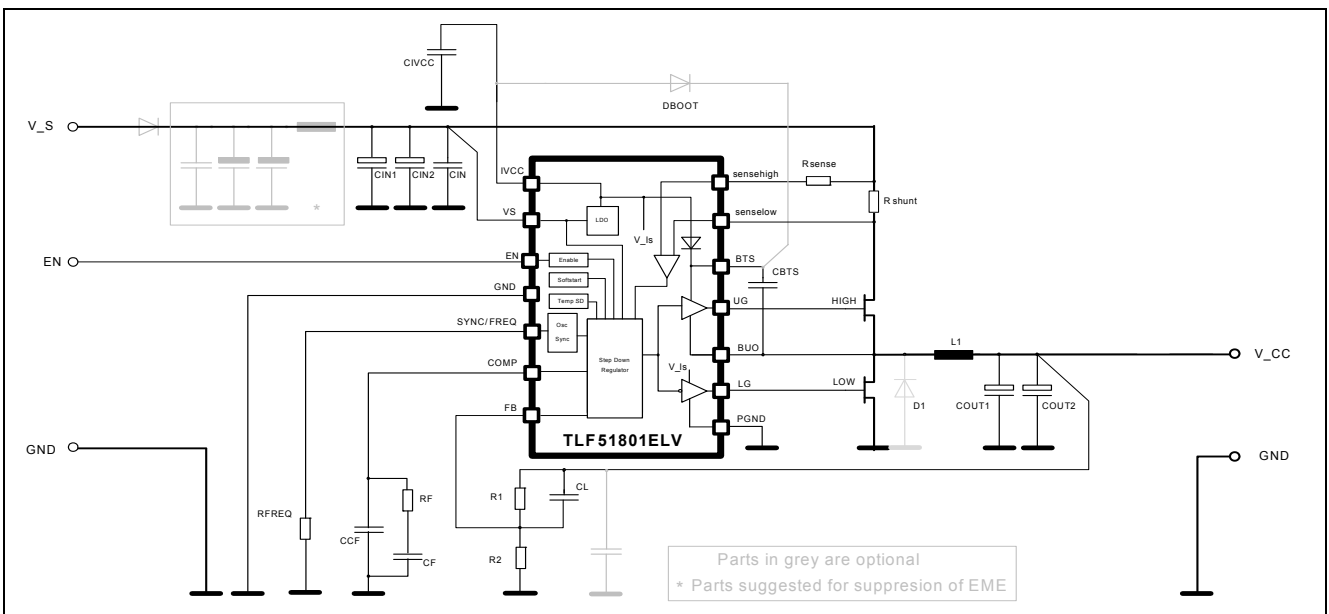 CIVCC
DBOOT
V_S
CIN1
CIN2
CIN
*
IVCC
sensehigh
Rsense
R shunt
VS
LDO
V_Is
senselow
EN
EN
Enable
BTS
CBTS
Softstart
GND
Temp SD
UG
HIGH
SYNC/FREQ
Osc
Sync
Step Down
Regulator
BUO
L1
V_CC
COMP
V_Is
LG
LOW
D1
COUT1
COUT2
FB
PGND
TLF51801ELV
GND
GND
R1
CL
RF
RFREQ
CCF
CF
R2
Parts in grey are optional
* Parts suggested for suppresion of EME